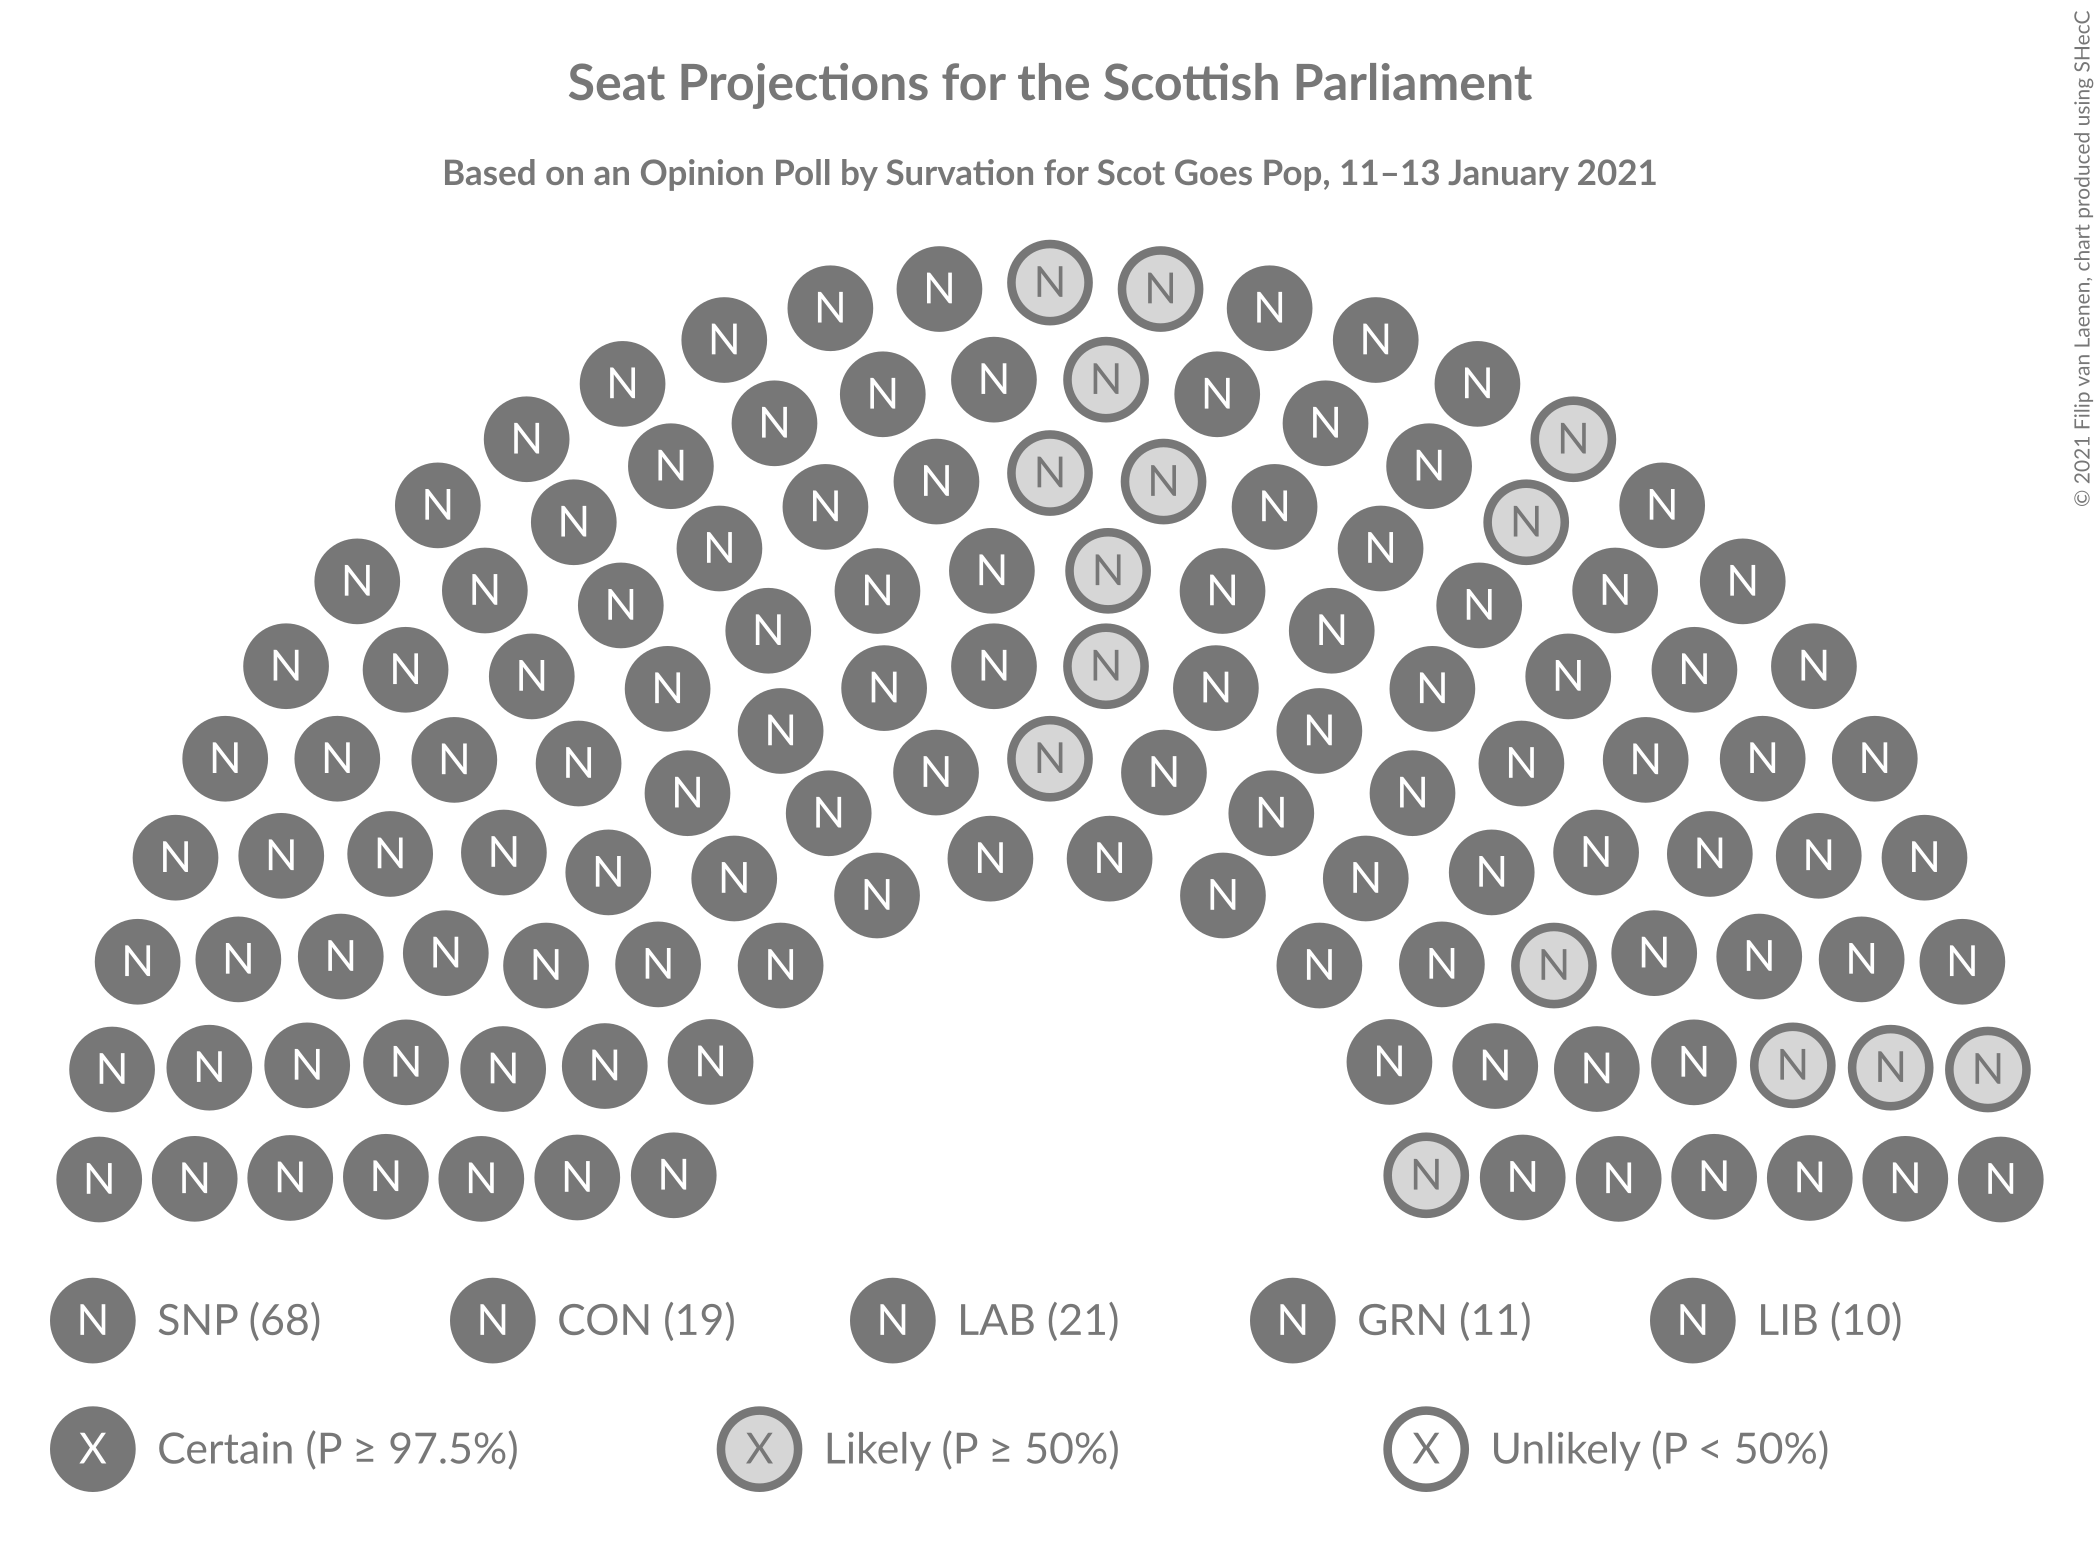 Seat Projections for the Scottish Parliament
Based on an Opinion Poll by Survation for Scot Goes Pop, 11–13 January 2021
© 2021 Filip van Laenen, chart produced using SHecC
N N N N N N N N N N N N N N N N N N N N N N N N N N N N N N N N N N N N N N N N N N N N N N N N N N N N N N N N N N N N N N N N N N N N N N N N N N N N N N N N N N N N N N N N N N N N N N N N N N N N N N N N N N N N N N N N N N N N N N N N N N N N N N N N N
N SNP (68) N CON (19) N LAB (21) N GRN (11) N LIB (10)
X Certain (P ≥ 97.5%) X Likely (P ≥ 50%) X Unlikely (P < 50%)